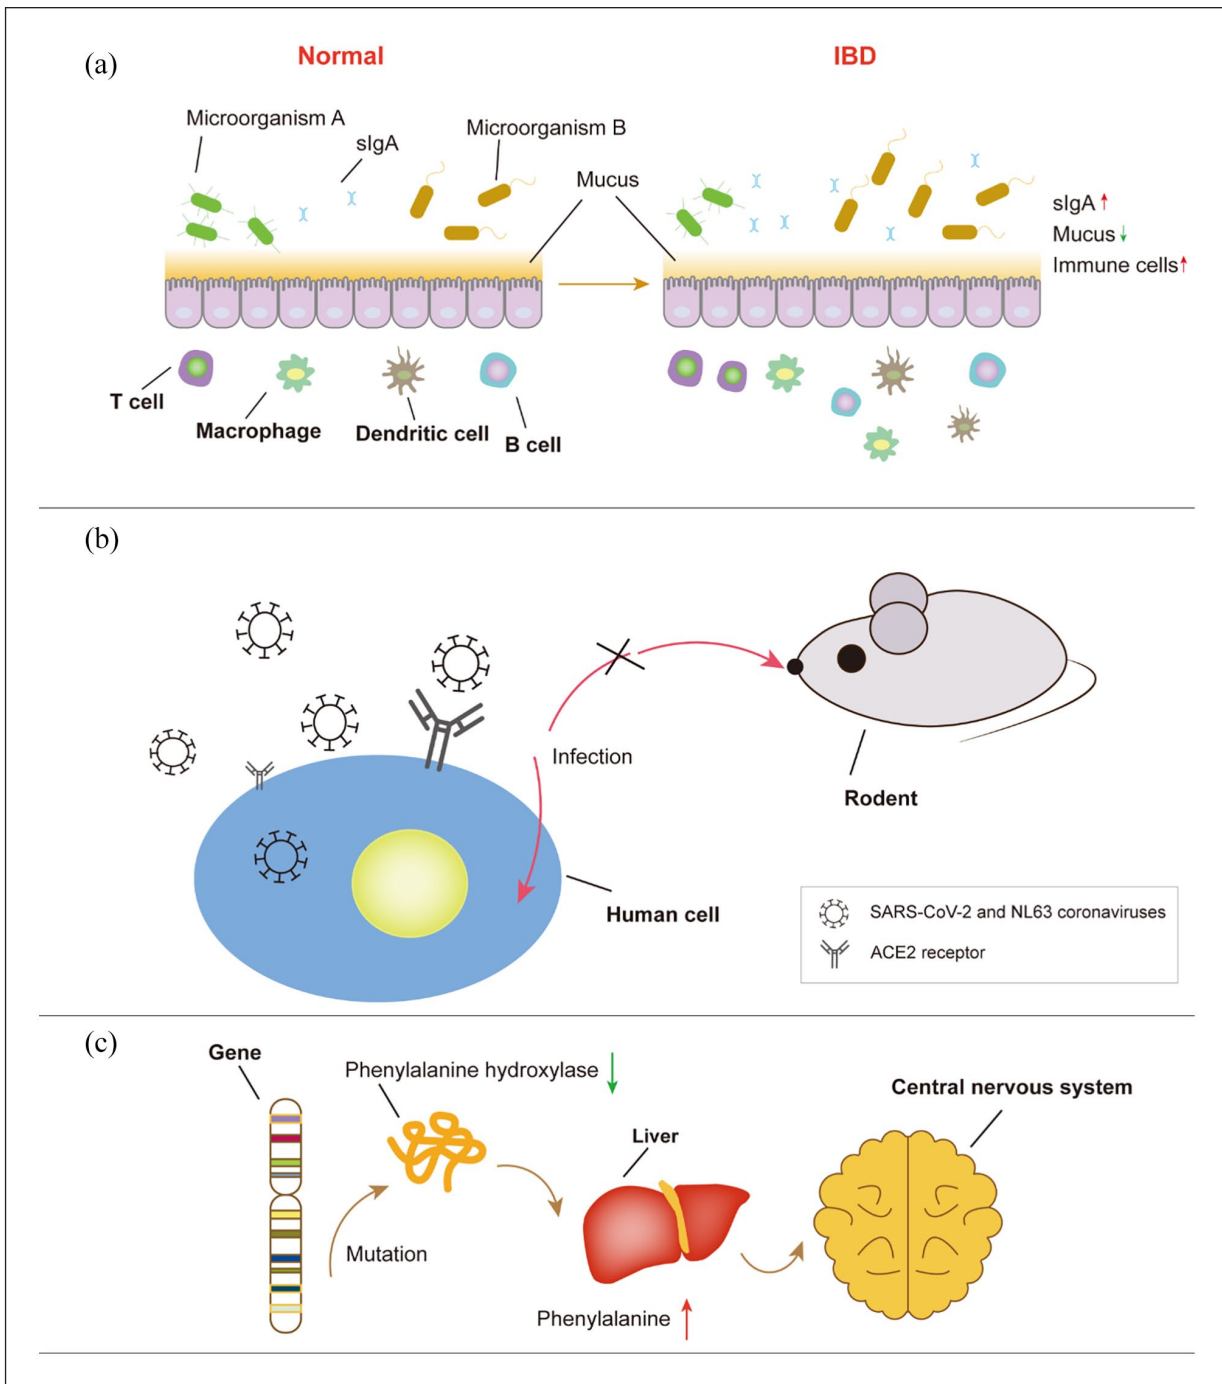 (a)
Normal
IBD
Microorganism A
sIgA
Microorganism B
Mucus
sIgA
Mucus
Immune cells
T cell
Macrophage
Dendritic cell
B cell
(b)
Infection
Rodent
Human cell
SARS-CoV-2 and NL63 coronaviruses
ACE2 receptor
(c)
Gene
Phenylalanine hydroxylase
Central nervous system
Liver
Mutation
Phenylalanine